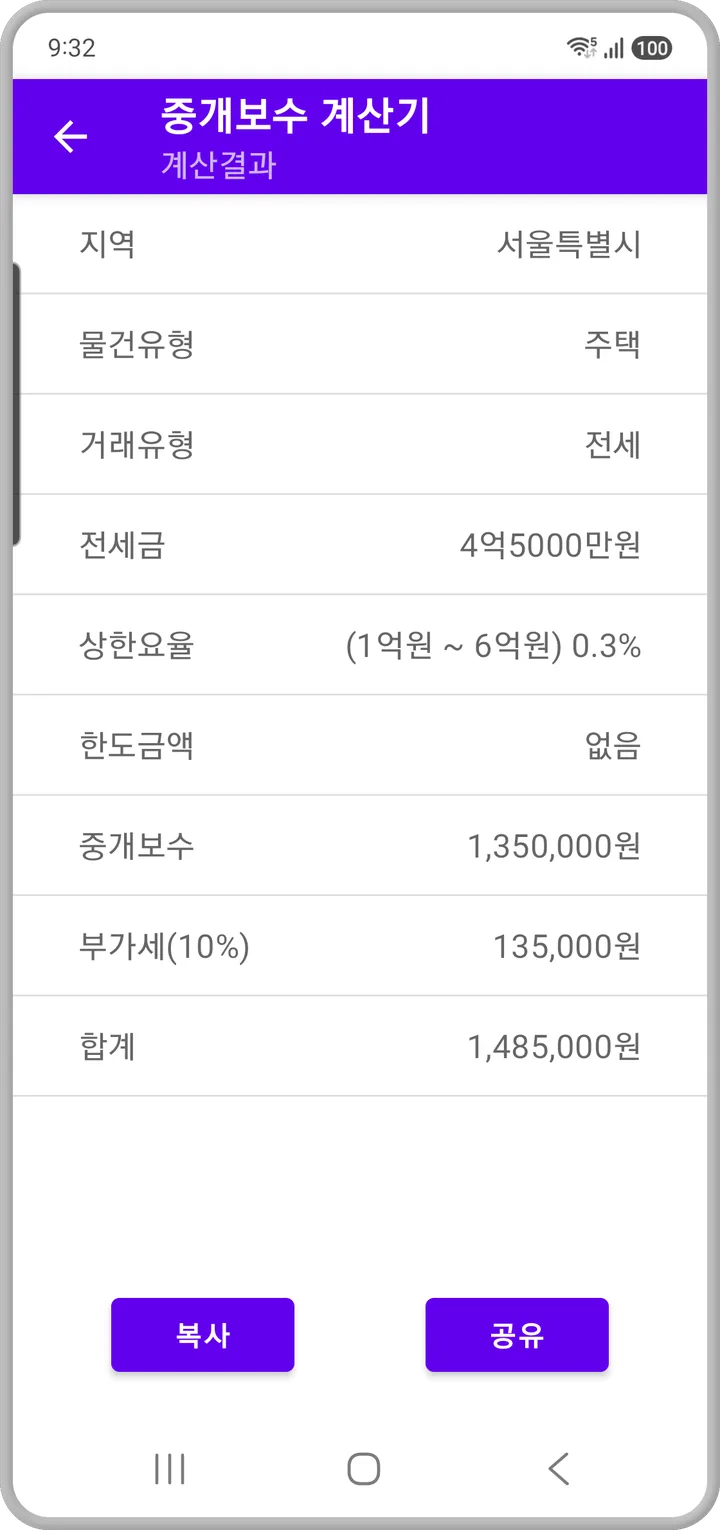 9:32
5
100
중개보수 계산기
계산결과
지역 서울특별시
물건유형 주택
거래유형 전세
전세금 4억5000만원
상한요율 (1억원 ~ 6억원) 0.3%
한도금액 없음
중개보수 1,350,000원
부가세(10%) 135,000원
합계 1,485,000원
복사 공유